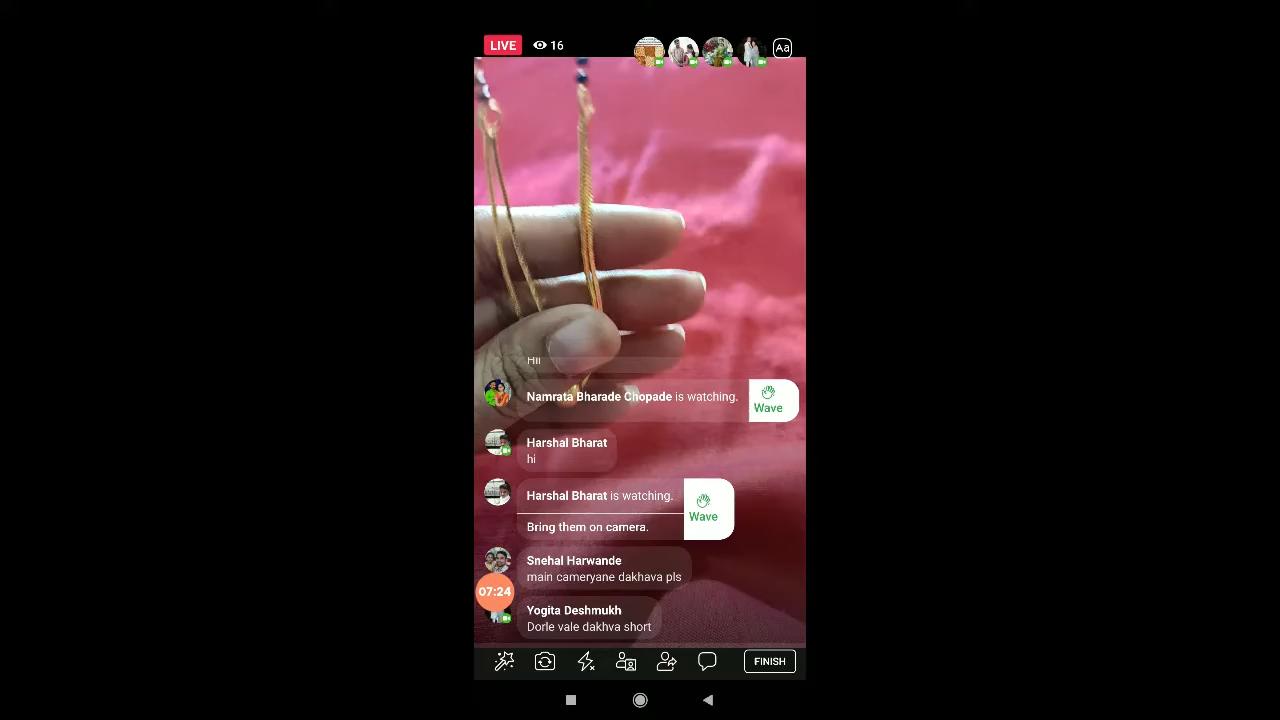 LIVE 16
Aa
Hii
Namrata Bharade Chopade is watching.
Wave
Harshal Bharat
hi
Harshal Bharat is watching.
Wave
Bring them on camera.
Snehal Harwande
main cameryane dakhava pls
07:24
Yogita Deshmukh
Dorle vale dakhva short
FINISH